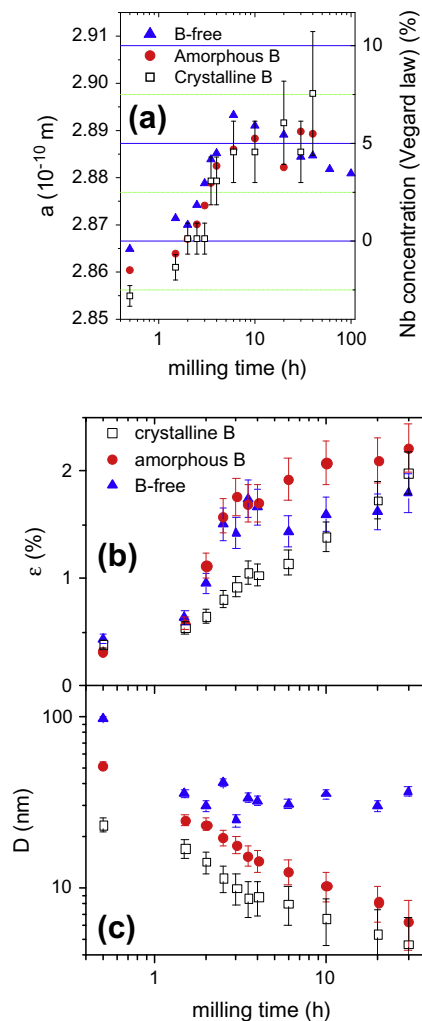 B-free
Amorphous B
Crystalline B
(a)
2.91
2.90
2.89
2.88
2.87
2.86
2.85
a (10⁻¹⁰ m)
10
5
0
Nb concentration (Vegard law) (%)
1
10
100
milling time (h)
crystalline B
amorphous B
B-free
(b)
2
1
0
ε (%)
100
10
D (nm)
(c)
1
10
milling time (h)